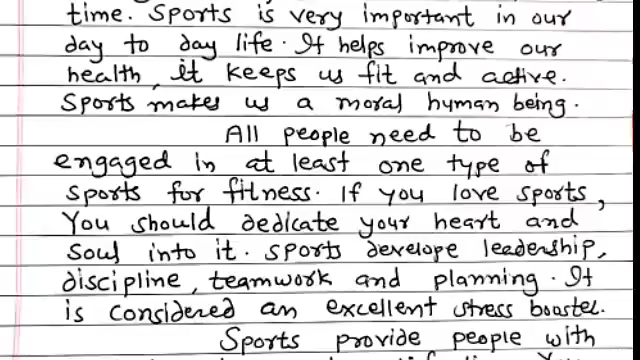 time. Sports is very important in our
day to day life. It helps improve our
health, it keeps us fit and active.
Sports makes us a moral human being.
All people need to be
engaged in at least one type of
sports for fitness. If you love sports,
You should dedicate your heart and
soul into it. Sports develope leadership,
discipline, teamwork and planning. It
is considered an excellent stress booster.
Sports provide people with